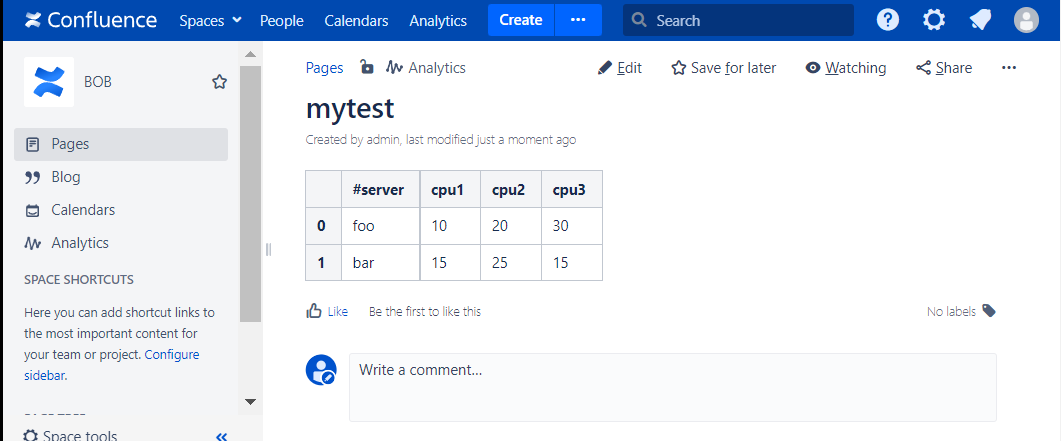 Confluence Spaces People Calendars Analytics Create ••• Search
BOB
Pages
Blog
Calendars
Analytics
SPACE SHORTCUTS
Here you can add shortcut links to
the most important content for
your team or project. Configure
sidebar.
Space tools
Pages Analytics Edit Save for later Watching Share •••
mytest
Created by admin, last modified just a moment ago
#server cpu1 cpu2 cpu3
0 foo 10 20 30
1 bar 15 25 15
Like Be the first to like this No labels
Write a comment...